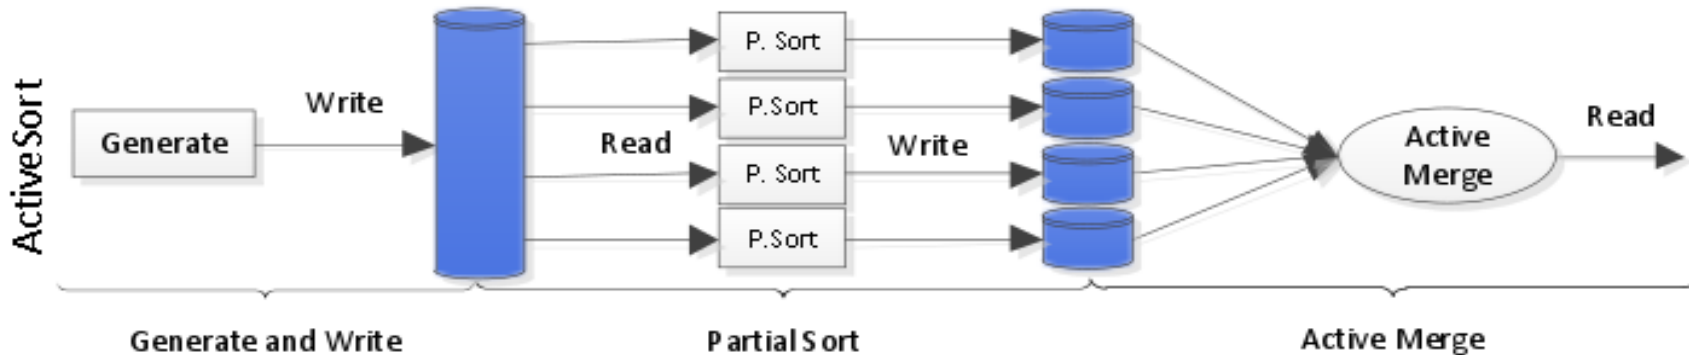 ActiveSort
Generate
Write
Read
P. Sort
P.Sort
P. Sort
P.Sort
Write
Active
Merge
Read
Generate and Write
Partial Sort
Active Merge